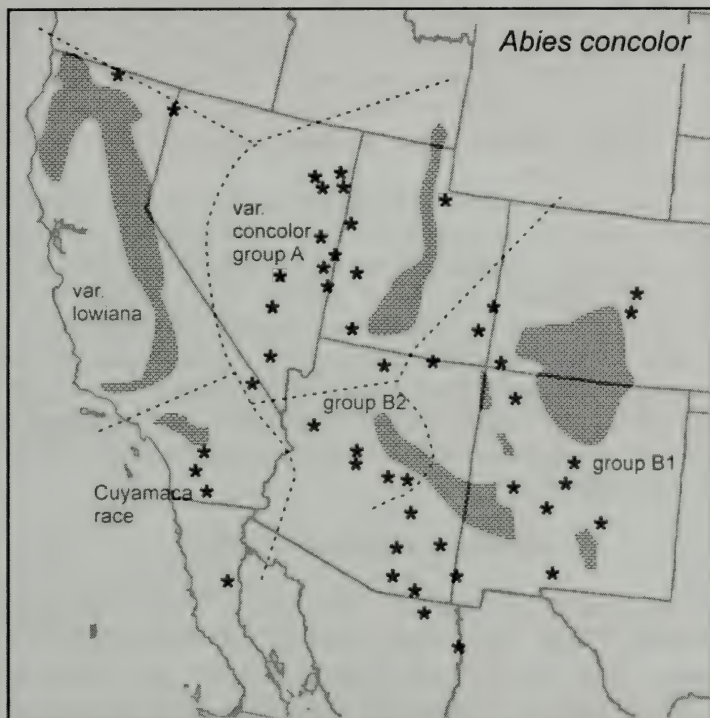 Abies concolor
var.
concolor
group A
var.
lowiana
group B2
group B1
Cuyamaca
race